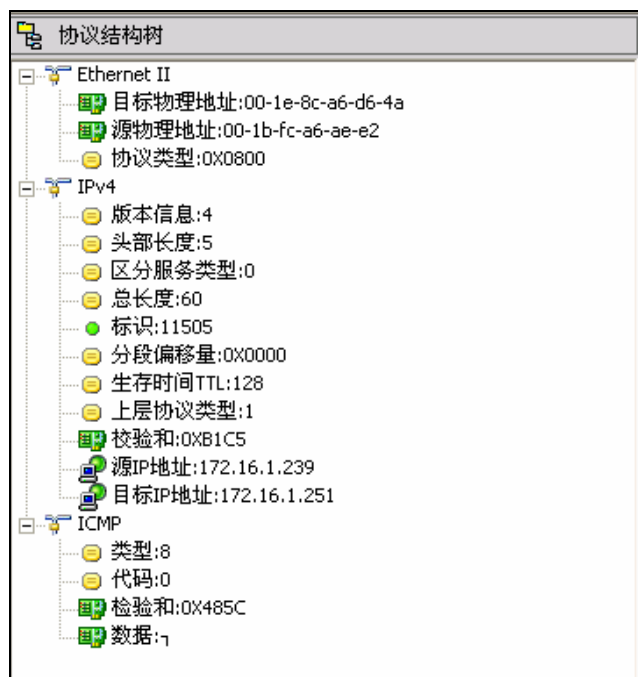 协议结构树
Ethernet II
目标物理地址:00-1e-8c-a6-d6-4a
源物理地址:00-1b-fc-a6-ae-e2
协议类型:0X0800
IPv4
版本信息:4
头部长度:5
区分服务类型:0
总长度:60
标识:11505
分段偏移量:0X0000
生存时间TTL:128
上层协议类型:1
校验和:0XB1C5
源IP地址:172.16.1.239
目标IP地址:172.16.1.251
ICMP
类型:8
代码:0
检验和:0X485C
数据:┐